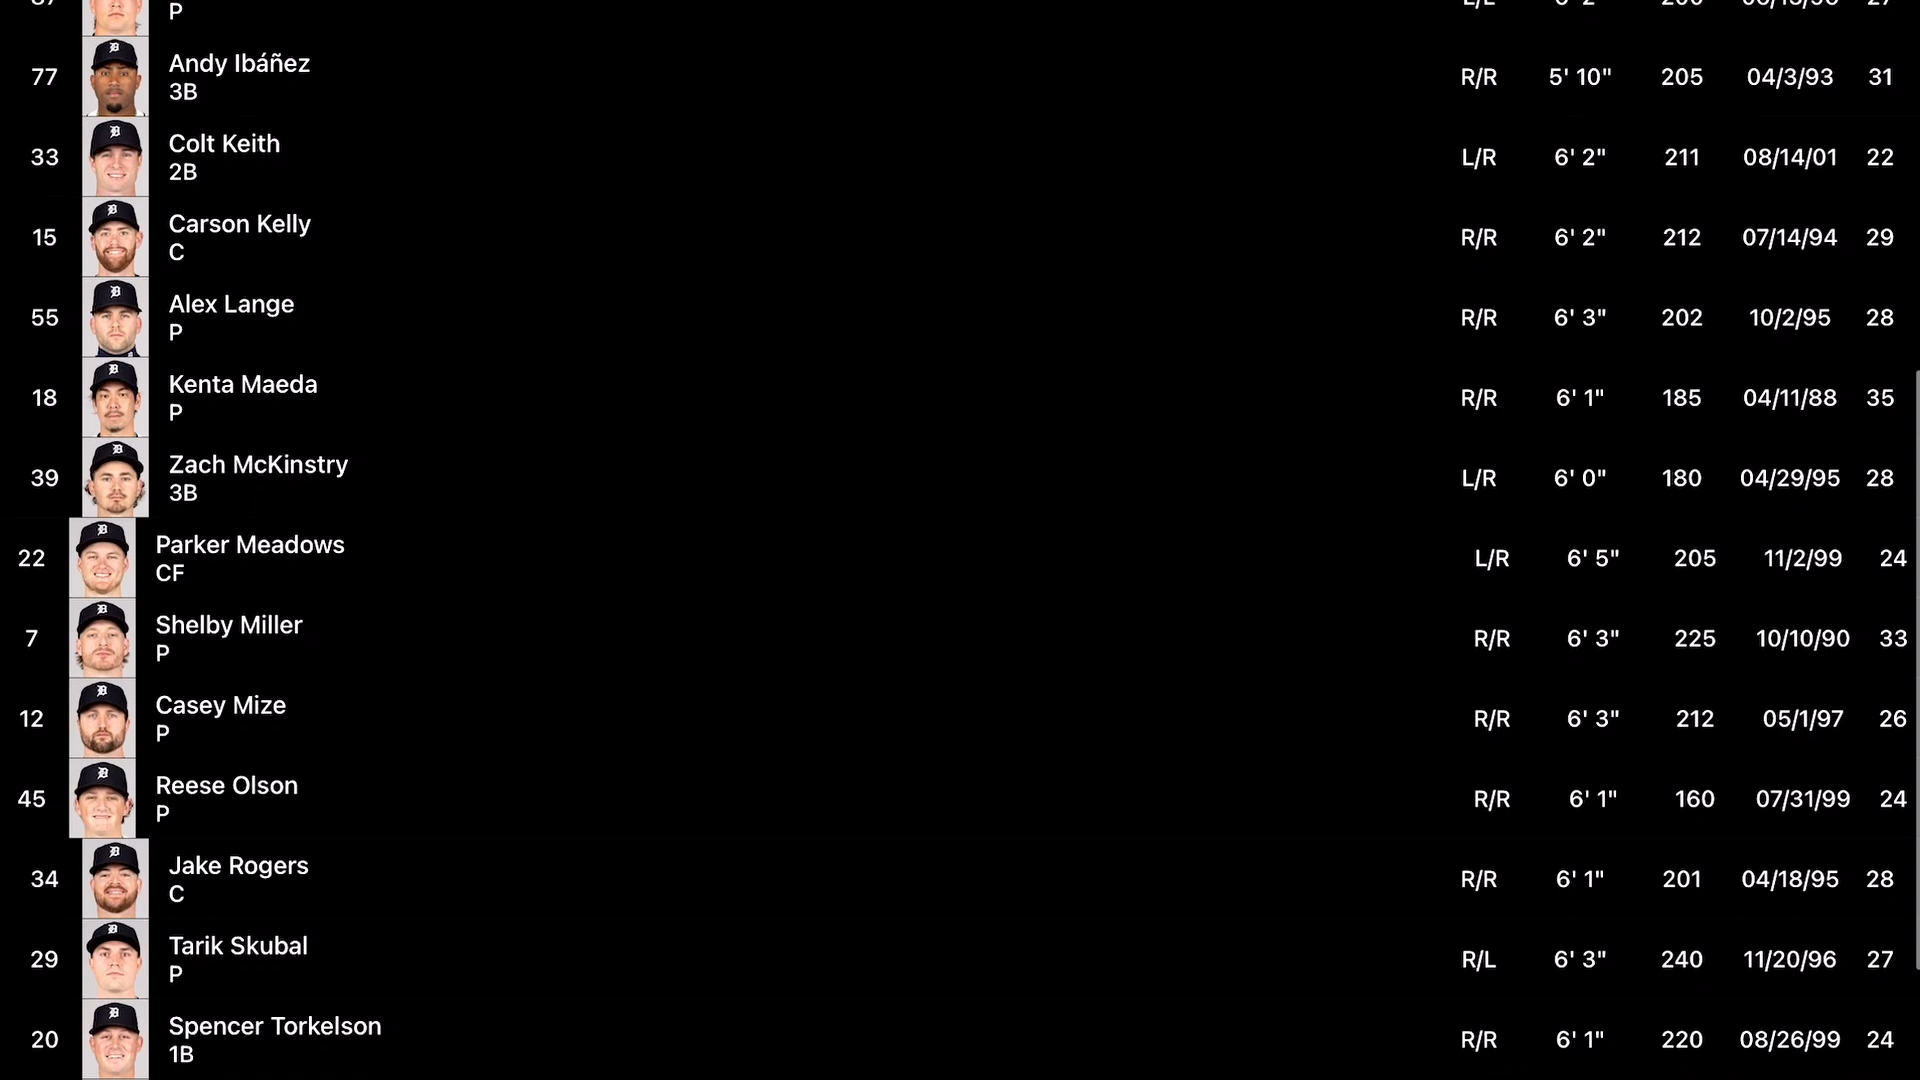 P
77 Andy Ibáñez R/R 5' 10" 205 04/3/93 31
3B
33 Colt Keith L/R 6' 2" 211 08/14/01 22
2B
15 Carson Kelly R/R 6' 2" 212 07/14/94 29
C
55 Alex Lange R/R 6' 3" 202 10/2/95 28
P
18 Kenta Maeda R/R 6' 1" 185 04/11/88 35
P
39 Zach McKinstry L/R 6' 0" 180 04/29/95 28
3B
22 Parker Meadows L/R 6' 5" 205 11/2/99 24
CF
7 Shelby Miller R/R 6' 3" 225 10/10/90 33
P
12 Casey Mize R/R 6' 3" 212 05/1/97 26
P
45 Reese Olson R/R 6' 1" 160 07/31/99 24
P
34 Jake Rogers R/R 6' 1" 201 04/18/95 28
C
29 Tarik Skubal R/L 6' 3" 240 11/20/96 27
P
20 Spencer Torkelson R/R 6' 1" 220 08/26/99 24
1B